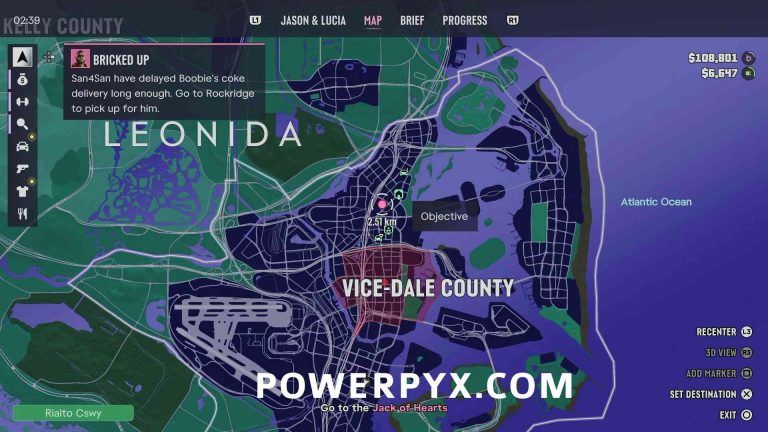 KELLY COUNTY
02:39
L1
JASON & LUCIA
MAP
BRIEF
PROGRESS
R1
BRICKED UP
San4San have delayed Boobie's coke
delivery long enough. Go to Rockridge
to pick up for him.
$108,801
$6,647
LEONIDA
Atlantic Ocean
Objective
2.51 km
VICE-DALE COUNTY
RECENTER L3
3D VIEW R3
ADD MARKER
SET DESTINATION
EXIT
POWERPYX.COM
Go to the Jack of Hearts
Rialto Cswy